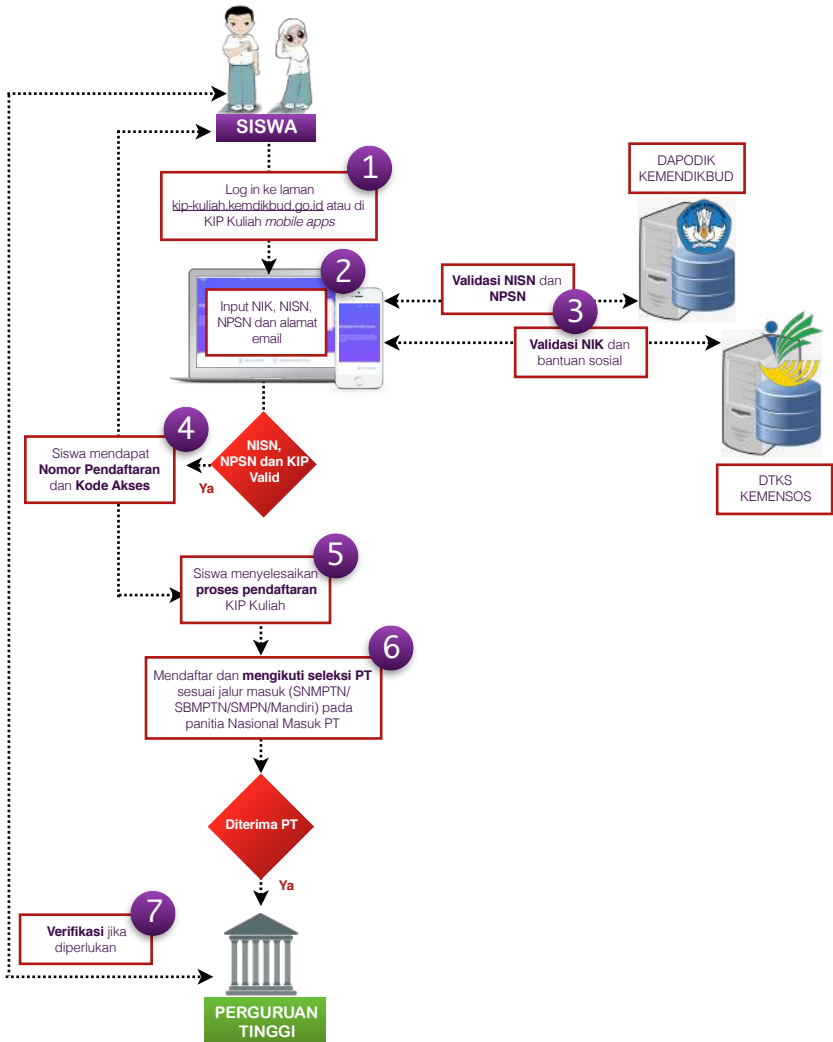 SISWA
1
Log in ke laman
kip-kuliah.kemdikbud.go.id atau di
KIP Kuliah mobile apps
2
Input NIK, NISN,
NPSN dan alamat
email
DAPODIK
KEMENDIKBUD
Validasi NISN dan
NPSN
3
Validasi NIK dan
bantuan sosial
DTKS
KEMENSOS
4
Siswa mendapat
Nomor Pendaftaran
dan Kode Akses
Ya
NISN,
NPSN dan KIP
Valid
5
Siswa menyelesaikan
proses pendaftaran
KIP Kuliah
6
Mendaftar dan mengikuti seleksi PT
sesuai jalur masuk (SNMPTN/
SBMPTN/SMPN/Mandiri) pada
panitia Nasional Masuk PT
Diterima PT
Ya
7
Verifikasi jika
diperlukan
PERGURUAN
TINGGI